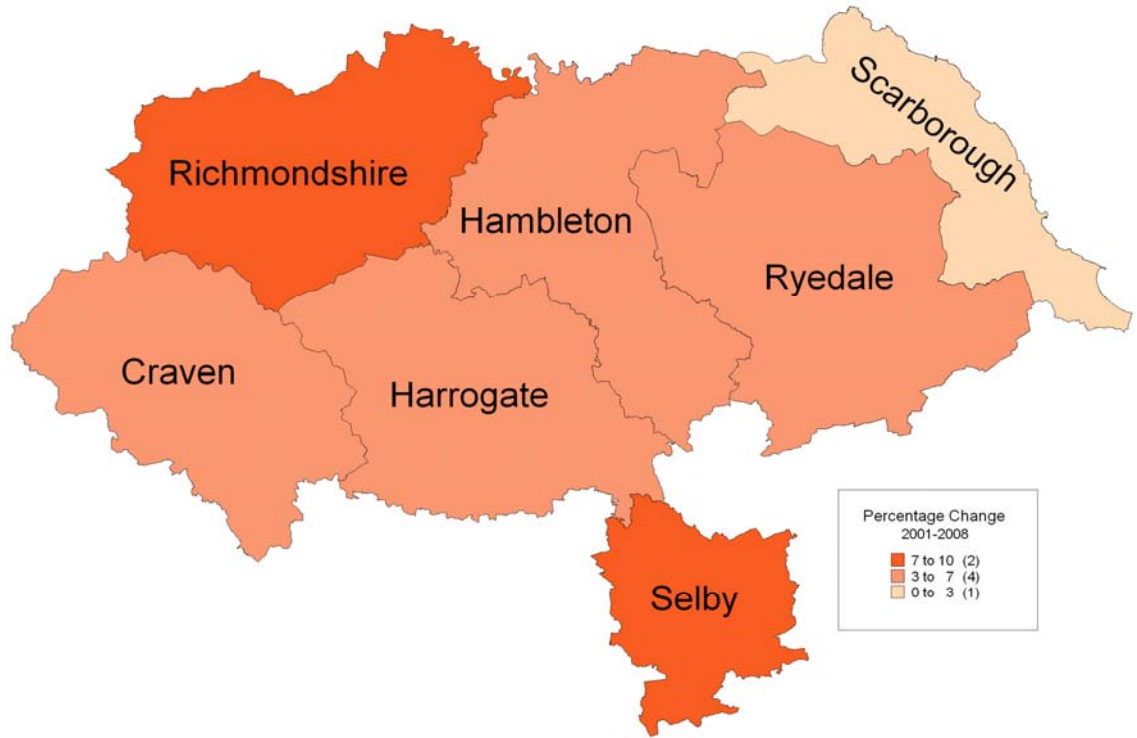 Scarborough
Richmondshire
Hambleton
Ryedale
Craven
Harrogate
Selby
Percentage Change
2001-2008
7 to 10 (2)
3 to 7 (4)
0 to 3 (1)